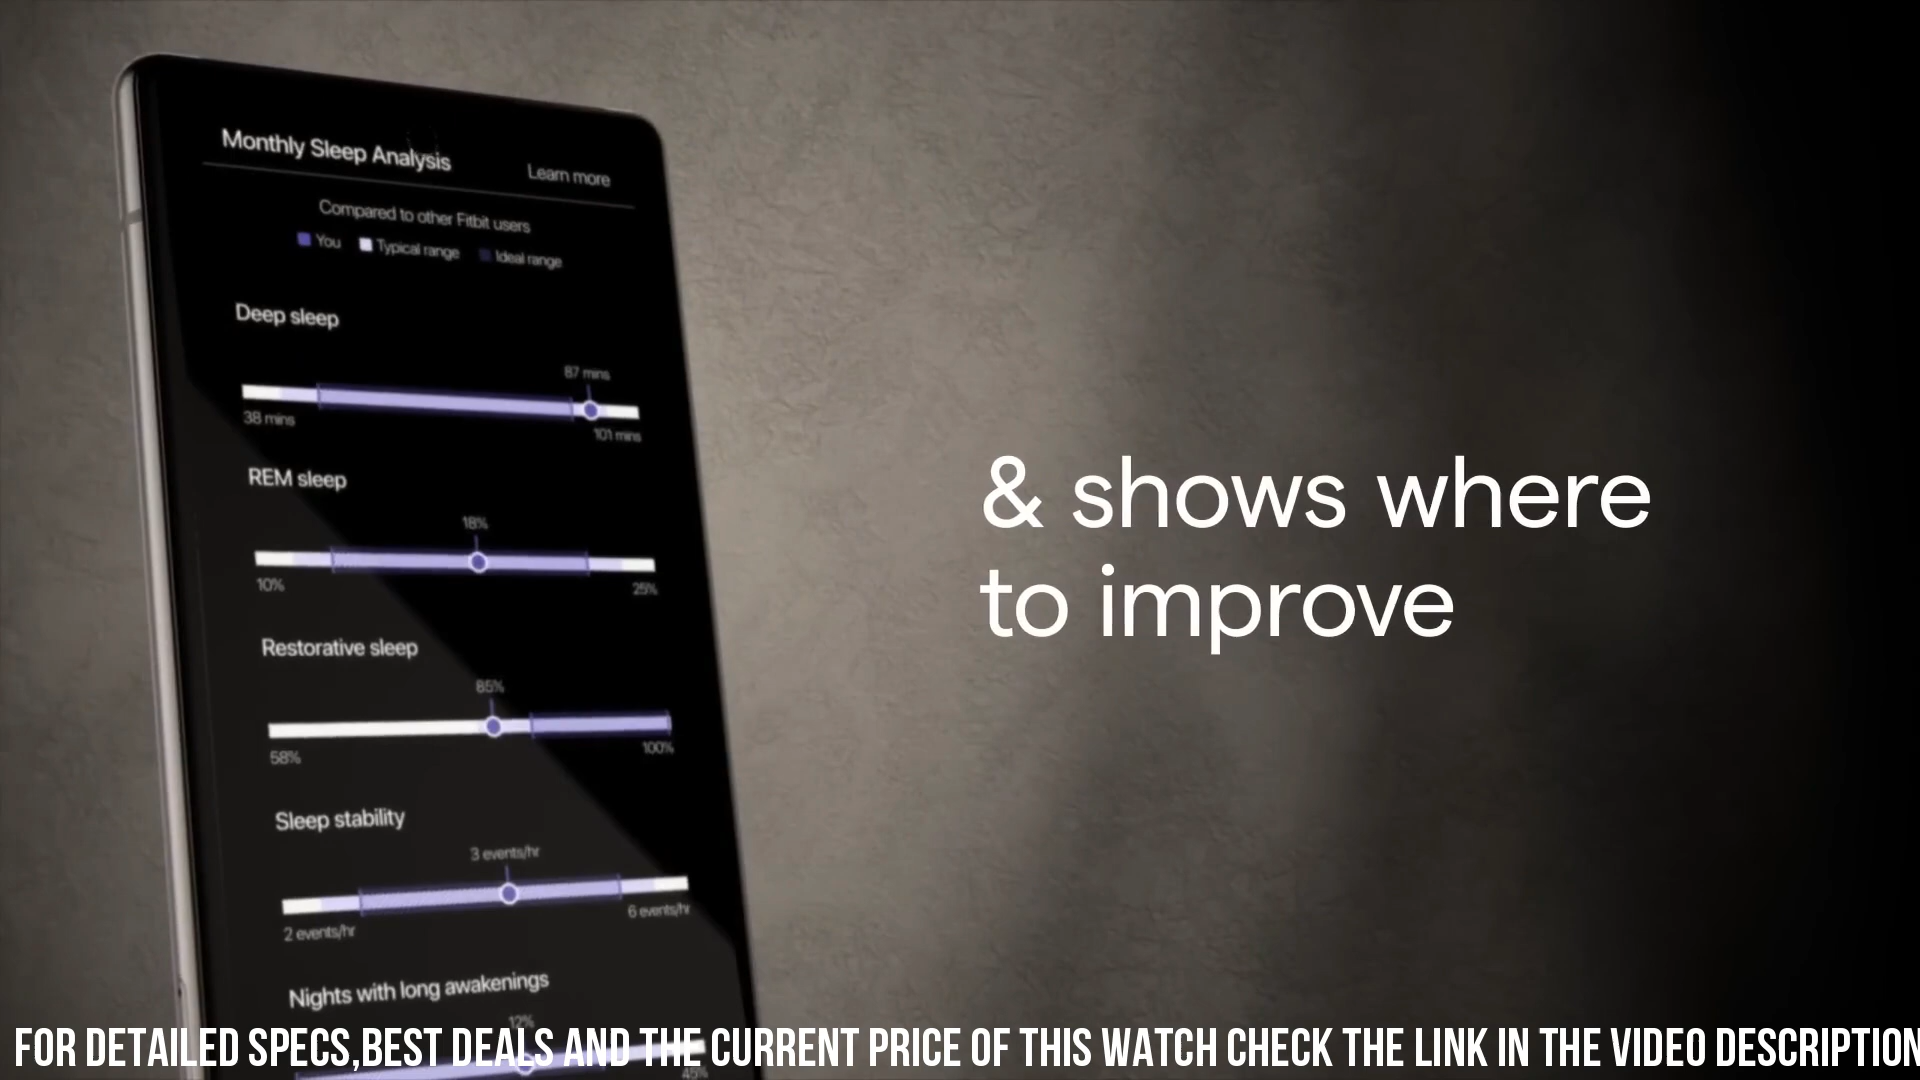 Monthly Sleep Analysis
Learn more
Compared to other Fitbit users
You
Typical range
Ideal range
Deep sleep
87 mins
38 mins
101 mins
REM sleep
18%
10%
25%
Restorative sleep
85%
58%
100%
Sleep stability
3 events/hr
2 events/hr
6 events/hr
Nights with long awakenings
12%
45%
& shows where
to improve
FOR DETAILED SPECS,BEST DEALS AND THE CURRENT PRICE OF THIS WATCH CHECK THE LINK IN THE VIDEO DESCRIPTION